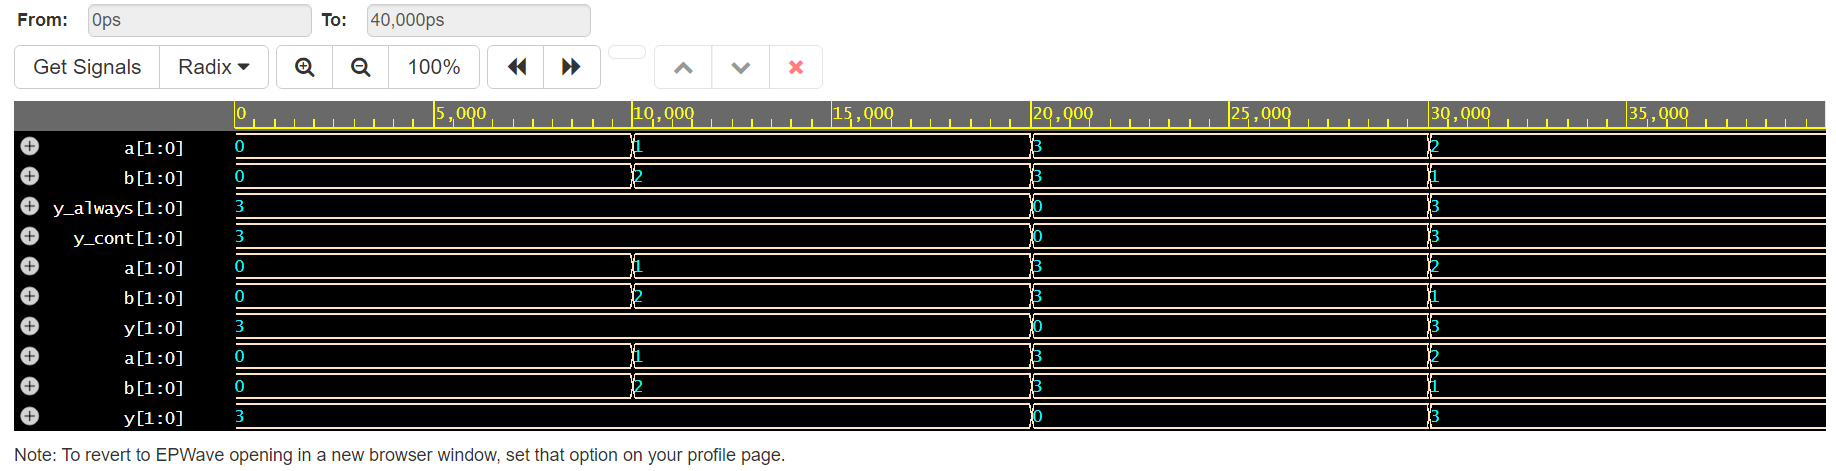 From: 0ps To: 40,000ps
Get Signals Radix 100%
0 5,000 10,000 15,000 20,000 25,000 30,000 35,000
a[1:0] 0 1 3 2
b[1:0] 0 2 3 1
y_always[1:0] 3 0 3
y_cont[1:0] 3 0 3
a[1:0] 0 1 3 2
b[1:0] 0 2 3 1
y[1:0] 3 0 3
a[1:0] 0 1 3 2
b[1:0] 0 2 3 1
y[1:0] 3 0 3
Note: To revert to EPWave opening in a new browser window, set that option on your profile page.